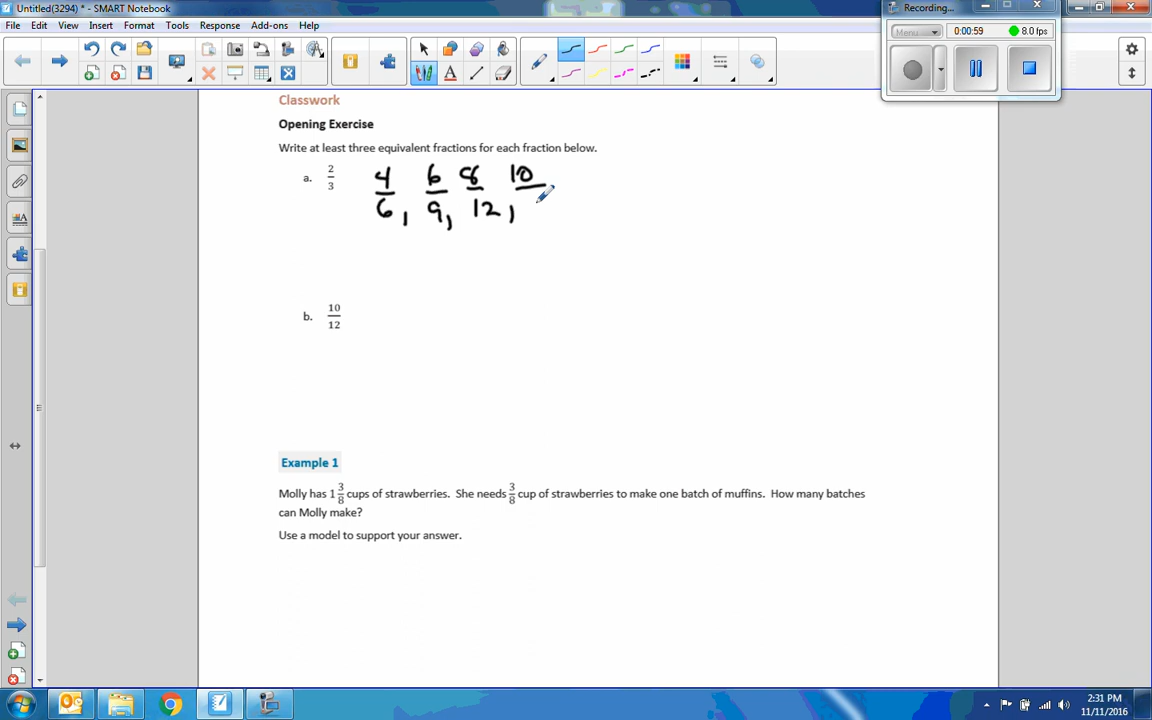 Untitled(3294) * - SMART Notebook
Recording...
File Edit View Insert Format Tools Response Add-ons Help
Menu 0:00:59 8.0 fps
Classwork
Opening Exercise
Write at least three equivalent fractions for each fraction below.
a. 2/3 4/6, 6/9, 8/12, 10
b. 10/12
Example 1
Molly has 1 3/8 cups of strawberries. She needs 3/8 cup of strawberries to make one batch of muffins. How many batches
can Molly make?
Use a model to support your answer.
2:31 PM
11/11/2016